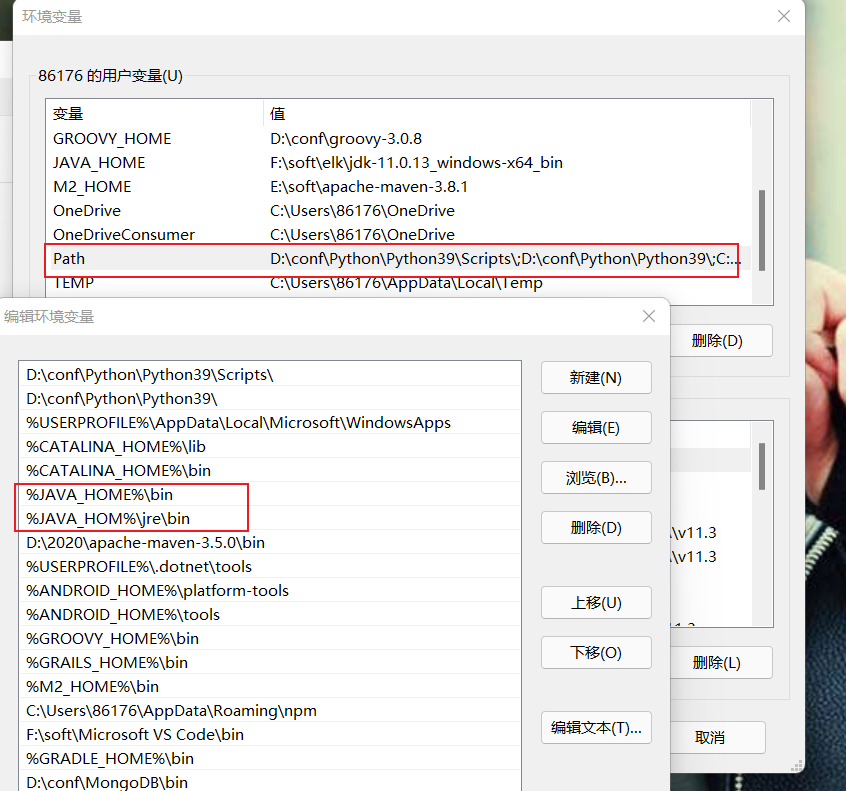 环境变量
86176 的用户变量(U)
变量 值
GROOVY_HOME D:\conf\groovy-3.0.8
JAVA_HOME F:\soft\elk\jdk-11.0.13_windows-x64_bin
M2_HOME E:\soft\apache-maven-3.8.1
OneDrive C:\Users\86176\OneDrive
OneDriveConsumer C:\Users\86176\OneDrive
Path D:\conf\Python\Python39\Scripts\;D:\conf\Python\Python39\;C:...
TEMP C:\Users\86176\AppData\Local\Temp
删除(D)
\v11.3
\v11.3
删除(L)
取消
编辑环境变量
D:\conf\Python\Python39\Scripts\
D:\conf\Python\Python39\
%USERPROFILE%\AppData\Local\Microsoft\WindowsApps
%CATALINA_HOME%\lib
%CATALINA_HOME%\bin
%JAVA_HOME%\bin
%JAVA_HOM%\jre\bin
D:\2020\apache-maven-3.5.0\bin
%USERPROFILE%\.dotnet\tools
%ANDROID_HOME%\platform-tools
%ANDROID_HOME%\tools
%GROOVY_HOME%\bin
%GRAILS_HOME%\bin
%M2_HOME%\bin
C:\Users\86176\AppData\Roaming\npm
F:\soft\Microsoft VS Code\bin
%GRADLE_HOME%\bin
D:\conf\MongoDB\bin
新建(N)
编辑(E)
浏览(B)...
删除(D)
上移(U)
下移(O)
编辑文本(T)...